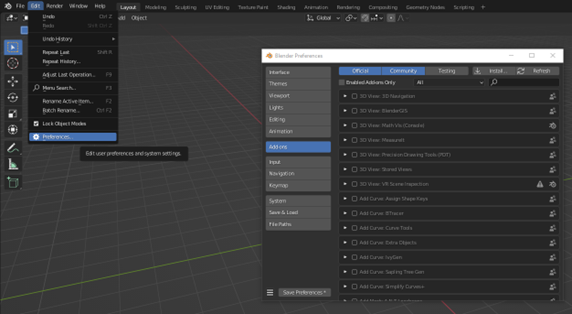 File Edit Render Window Help Layout Modeling Sculpting UV Editing Texture Paint Shading Animation Rendering Compositing Geometry Nodes Scripting +
Object Global
Undo Ctrl Z
Redo
Undo History
Repeat Last Shift R
Repeat History...
Adjust Last Operation... F9
Menu Search... F3
Rename Active Item... F2
Batch Rename... Ctrl F2
Lock Object Modes
Preferences...
Edit user preferences and system settings.
Blender Preferences
Interface
Themes
Viewport
Lights
Editing
Animation
Add-ons
Input
Navigation
Keymap
System
Save & Load
File Paths
Save Preferences *
Official Community Testing Install... Refresh
Enabled Add-ons Only All
3D View: 3D Navigation
3D View: BlenderGIS
3D View: Math Vis (Console)
3D View: MeasureIt
3D View: Precision Drawing Tools (PDT)
3D View: Stored Views
3D View: VR Scene Inspection
Add Curve: Assign Shape Keys
Add Curve: BTracer
Add Curve: Curve Tools
Add Curve: Extra Objects
Add Curve: IvyGen
Add Curve: Sapling Tree Gen
Add Curve: Simplify Curves